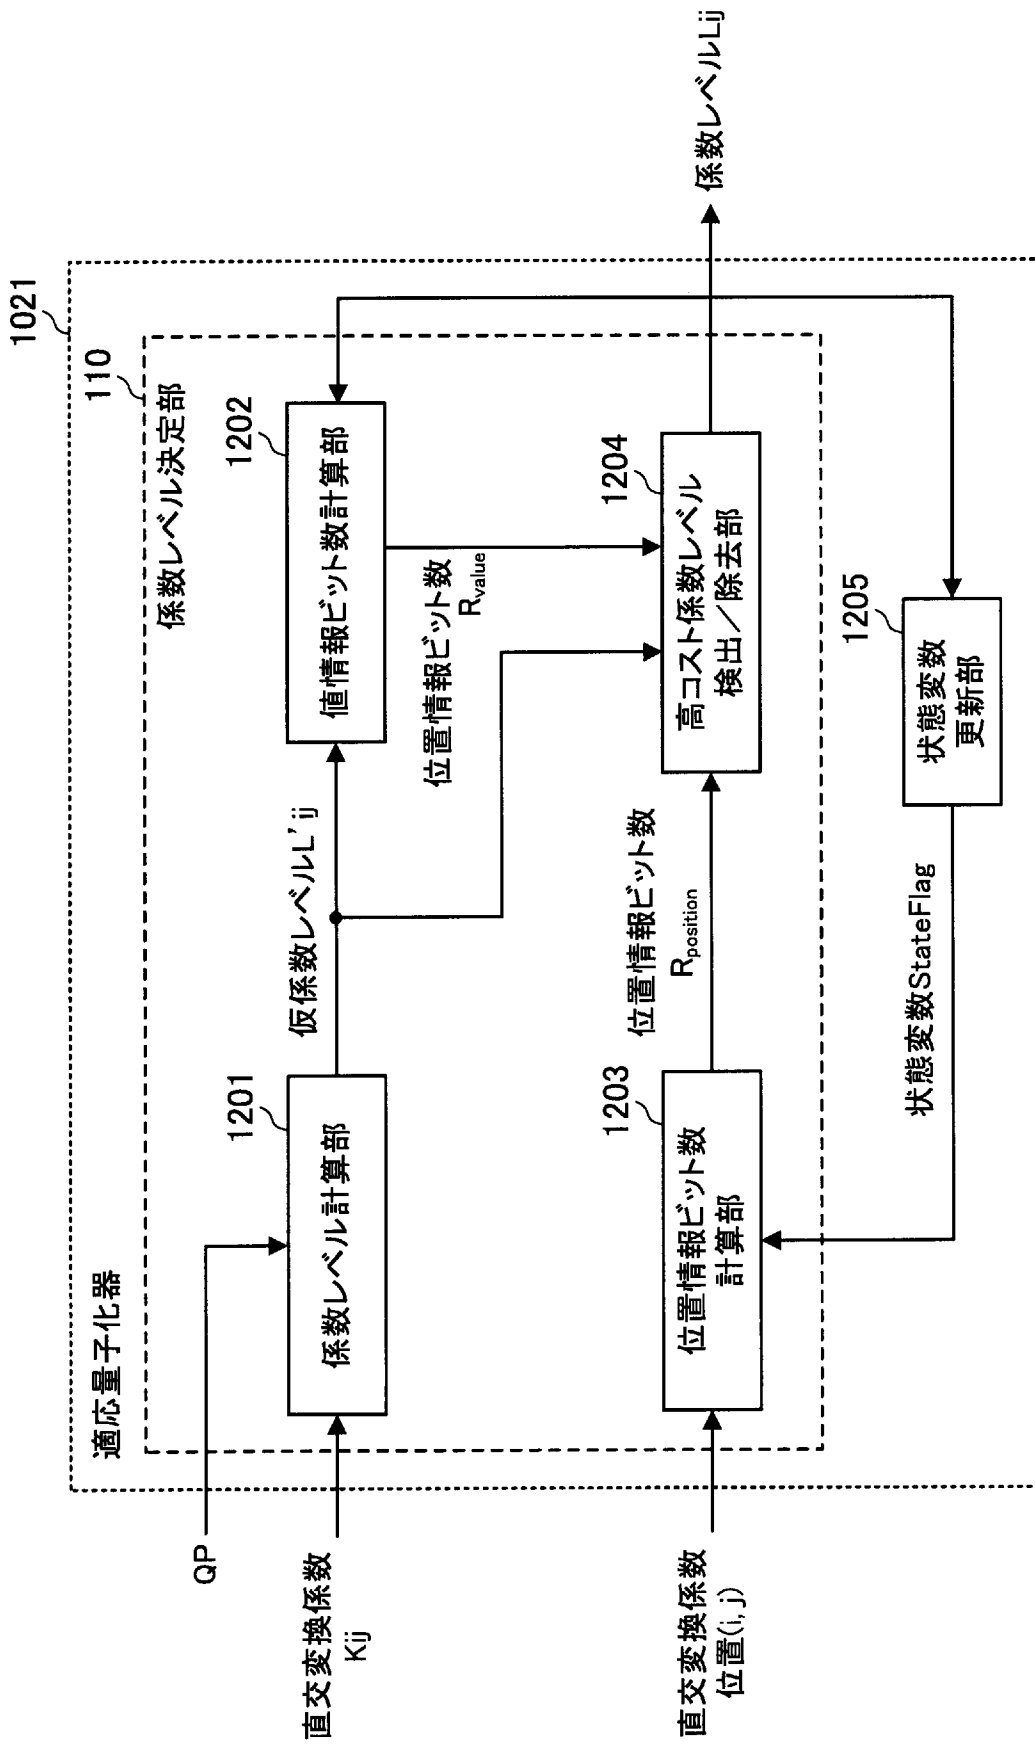 1021
適応量子化器
110
係数レベル決定部
QP
直交変換係数
Kij
1201
係数レベル計算部
仮係数レベルL'ij
1202
値情報ビット数計算部
位置情報ビット数
Rvalue
直交変換係数
位置(i,j)
1203
位置情報ビット数
計算部
位置情報ビット数
Rposition
1204
高コスト係数レベル
検出/除去部
係数レベルLij
1205
状態変数
更新部
状態変数StateFlag